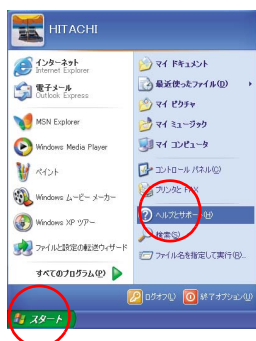 HITACHI
インターネット
Internet Explorer
電子メール
Outlook Express
MSN Explorer
Windows Media Player
ペイント
Windows ムービー メーカー
Windows XP ツアー
ファイルと設定の転送ウィザード
すべてのプログラム(P)
マイ ドキュメント
最近使ったファイル(D)
マイ ピクチャ
マイ ミュージック
マイ コンピュータ
コントロール パネル(C)
プリンタと FAX
ヘルプとサポート(H)
検索(S)
ファイル名を指定して実行(R)...
ログオフ(L)
終了オプション(U)
スタート